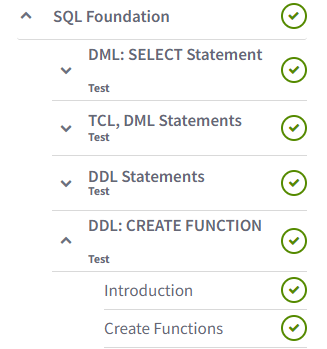 SQL Foundation
DML: SELECT Statement
Test
TCL, DML Statements
Test
DDL Statements
Test
DDL: CREATE FUNCTION
Test
Introduction
Create Functions